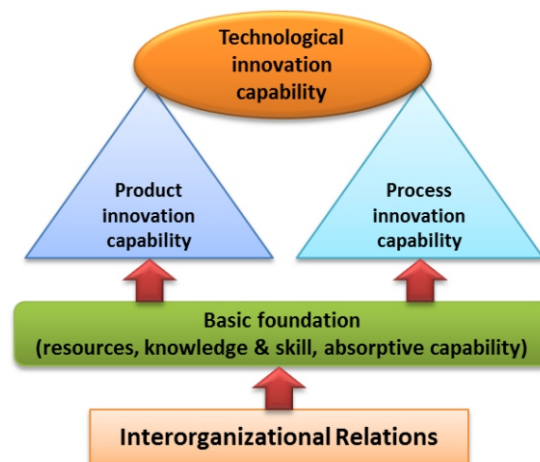 Technological
innovation
capability
Product
innovation
capability
Process
innovation
capability
Basic foundation
(resources, knowledge & skill, absorptive capability)
Interorganizational Relations